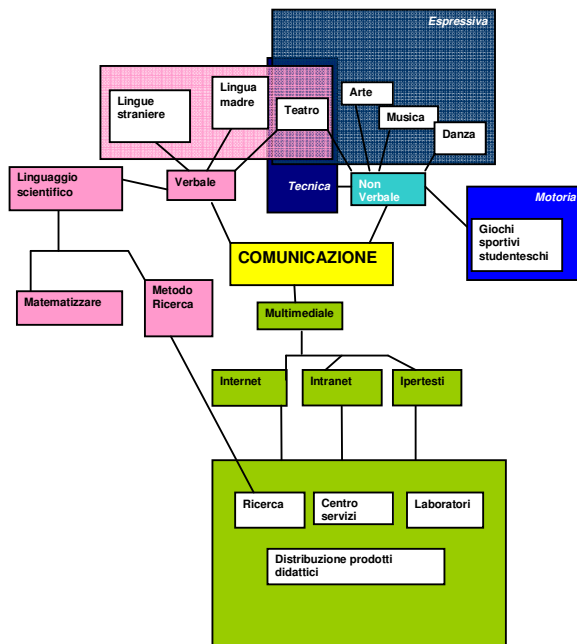 Espressiva
Lingue
straniere
Lingua
madre
Teatro
Arte
Musica
Danza
Linguaggio
scientifico
Verbale
Tecnica
Non
Verbale
Motoria
Giochi
sportivi
studenteschi
COMUNICAZIONE
Matematizzare
Metodo
Ricerca
Multimediale
Internet
Intranet
Ipertesti
Ricerca
Centro
servizi
Laboratori
Distribuzione prodotti
didattici